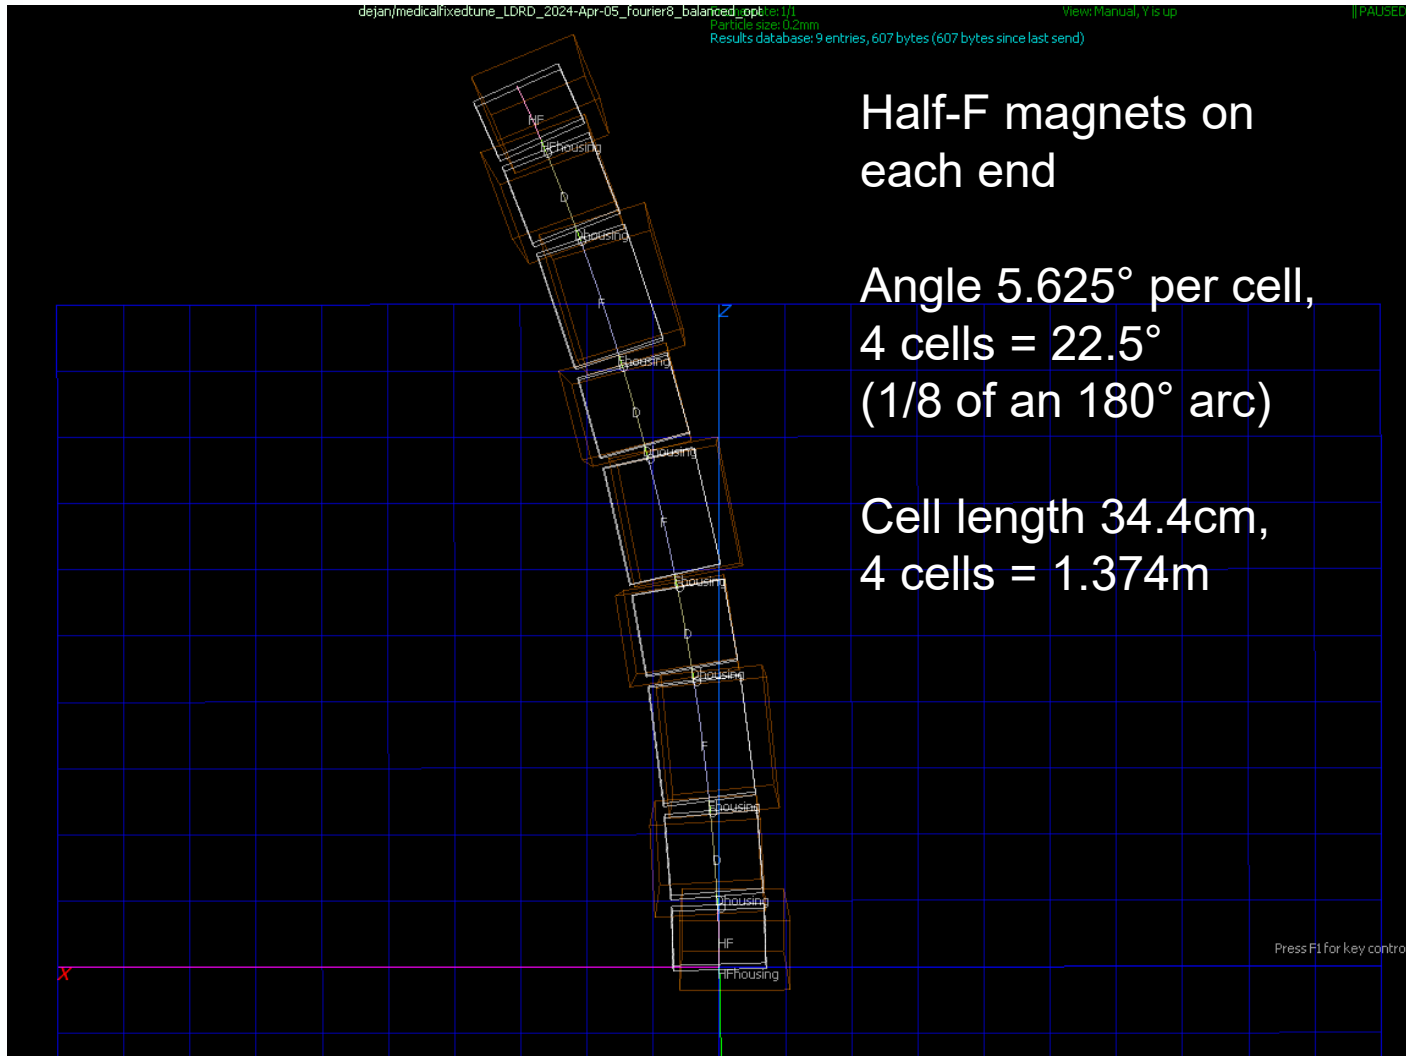 dejan/medicalfixedtune_LDRD_2024-Apr-05_fourier8_balanced_opt
te:1/1
View: Manual, Y is up
||PAUSED
Particle size: 0.2mm
Results database: 9 entries, 607 bytes (607 bytes since last send)
Half-F magnets on
each end
Angle 5.625° per cell,
4 cells = 22.5°
(1/8 of an 180° arc)
Cell length 34.4cm,
4 cells = 1.374m
HF
HFhousing
D
Dhousing
F
Fhousing
D
Dhousing
F
Fhousing
D
Dhousing
F
Fhousing
D
Dhousing
HF
HFhousing
Z
X
Press F1 for key contro